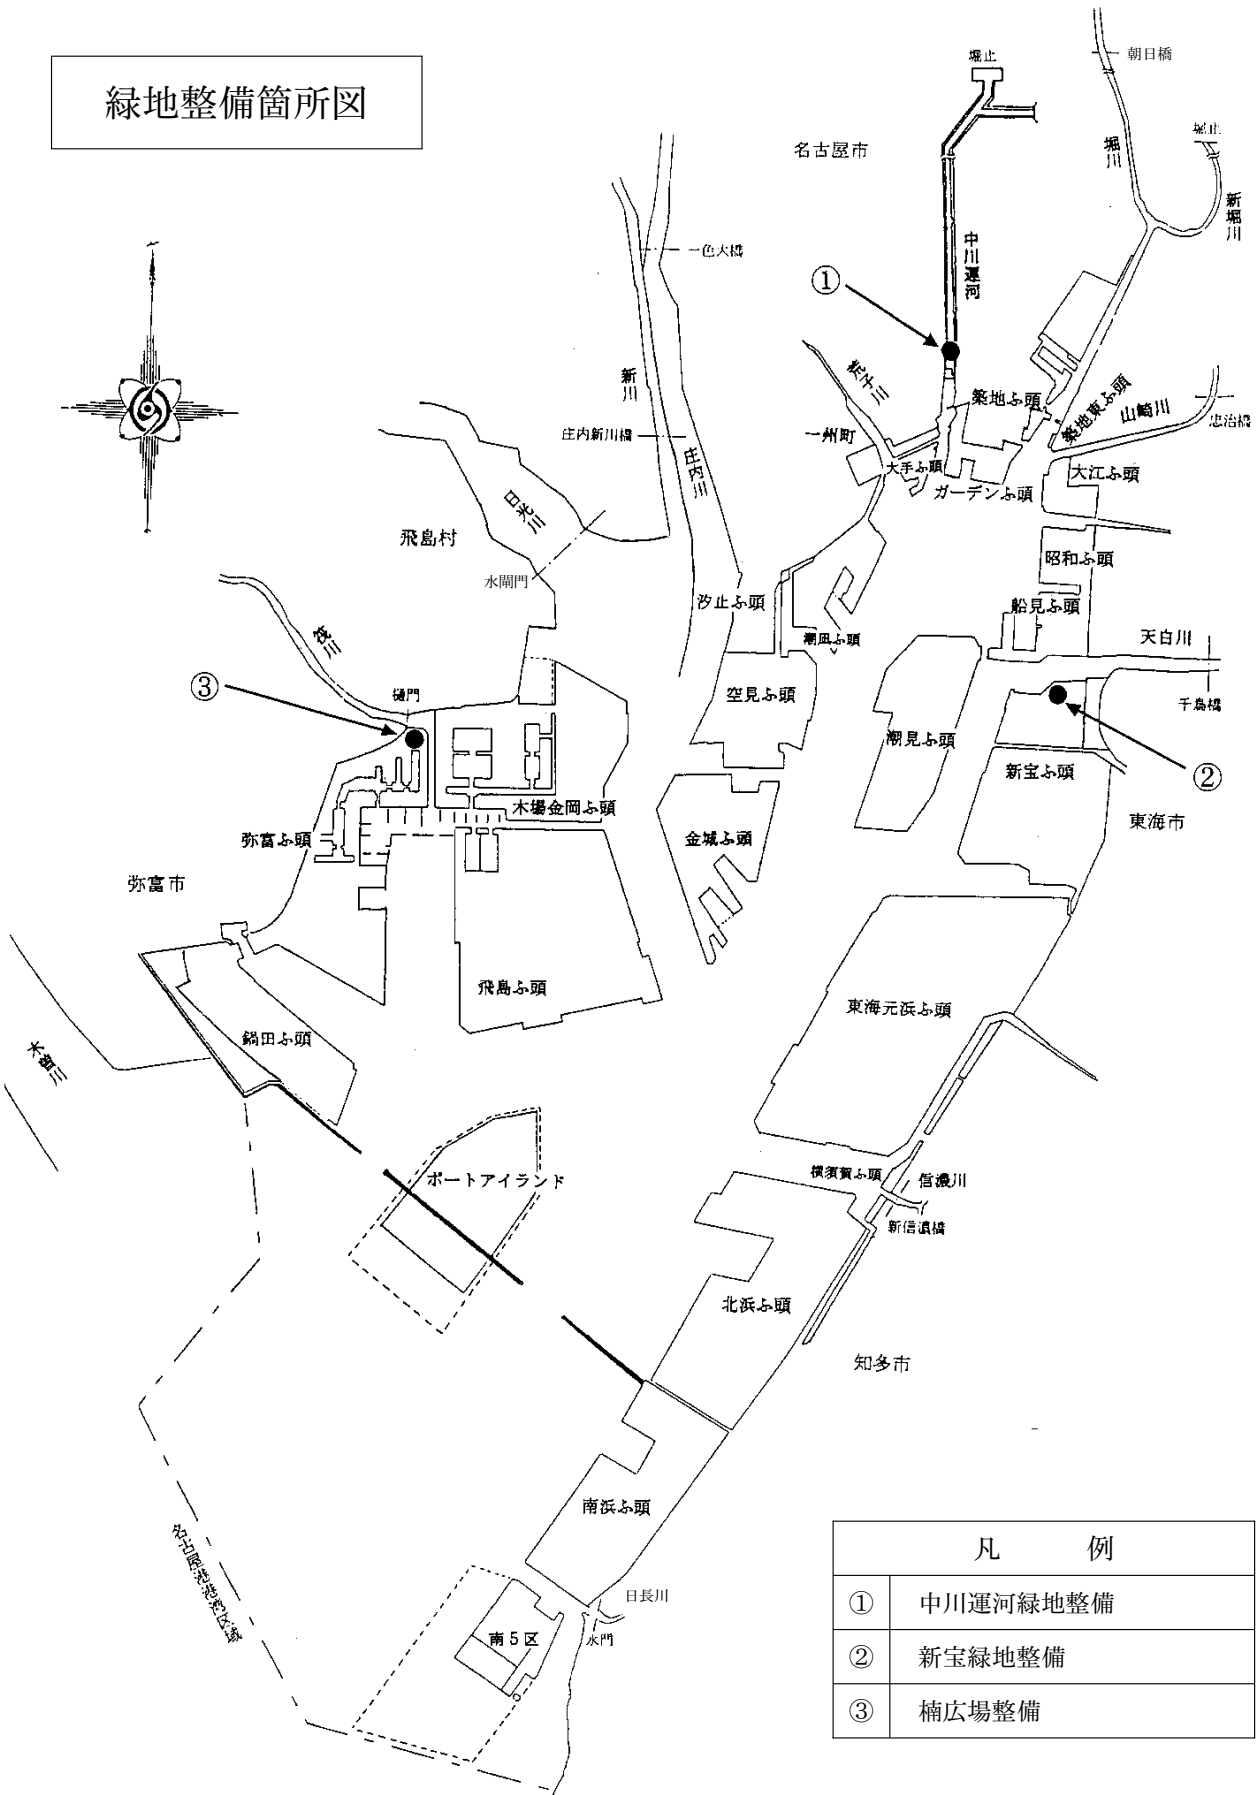 緑地整備箇所図
堀止
朝日橋
堀止
名古屋市
堀川
新堀川
中川運河
一色大橋
①
新川
荒子川
築地ふ頭
築地東ふ頭
山崎川
忠治橋
庄内新川橋
庄内川
一州町
大手ふ頭
ガーデンふ頭
大江ふ頭
日光川
飛島村
水閘門
昭和ふ頭
汐止ふ頭
船見ふ頭
潮凪ふ頭
天白川
筏川
③
樋門
空見ふ頭
千鳥橋
潮見ふ頭
新宝ふ頭
②
木場金岡ふ頭
東海市
弥富ふ頭
金城ふ頭
弥富市
飛島ふ頭
東海元浜ふ頭
鍋田ふ頭
木曽川
ポートアイランド
横須賀ふ頭
信濃川
新信濃橋
北浜ふ頭
知多市
南浜ふ頭
名古屋港港湾区域
日長川
南5区
水門
凡 例
① 中川運河緑地整備
② 新宝緑地整備
③ 楠広場整備